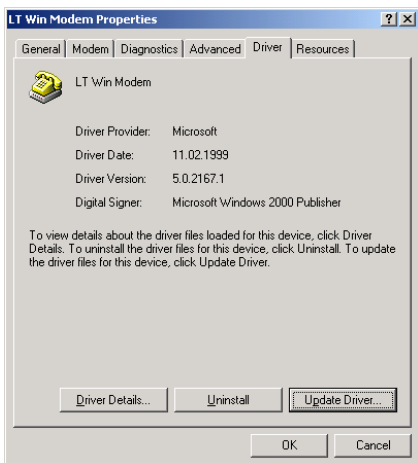 LT Win Modem Properties
General Modem Diagnostics Advanced Driver Resources
LT Win Modem
Driver Provider: Microsoft
Driver Date: 11.02.1999
Driver Version: 5.0.2167.1
Digital Signer: Microsoft Windows 2000 Publisher
To view details about the driver files loaded for this device, click Driver
Details. To uninstall the driver files for this device, click Uninstall. To update
the driver files for this device, click Update Driver.
Driver Details... Uninstall Update Driver...
OK Cancel